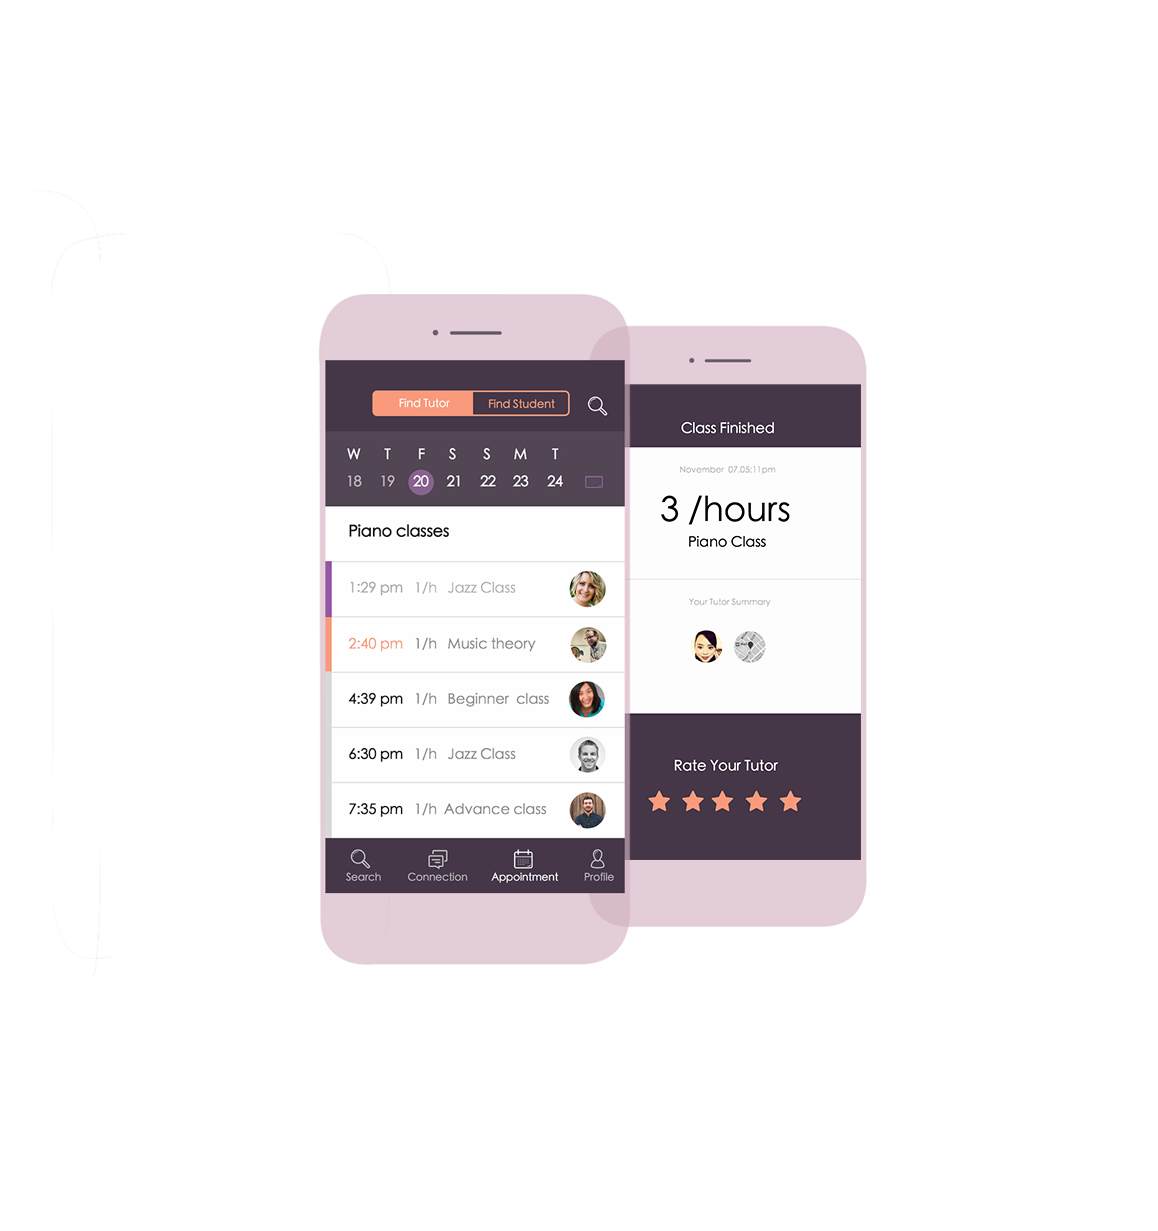 Find Tutor Find Student
W T F S S M T
18 19 20 21 22 23 24
Piano classes
1:29 pm 1/h Jazz Class
2:40 pm 1/h Music theory
4:39 pm 1/h Beginner class
6:30 pm 1/h Jazz Class
7:35 pm 1/h Advance class
Search Connection Appointment Profile
Class Finished
November 07,05:11pm
3 /hours
Piano Class
Your Tutor Summary
Rate Your Tutor